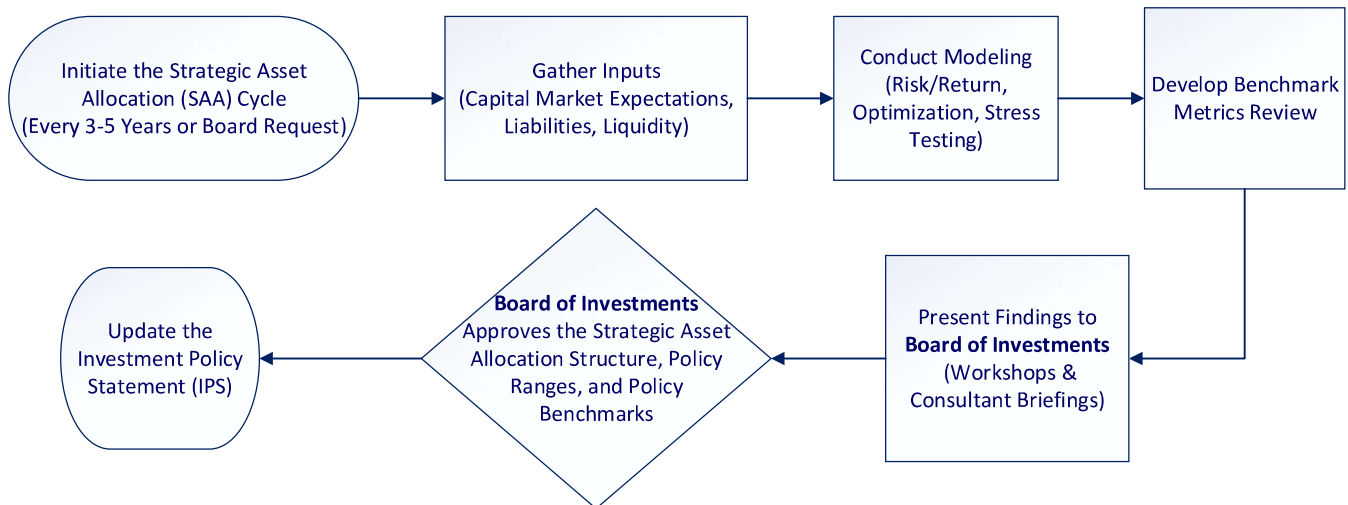 Initiate the Strategic Asset
Allocation (SAA) Cycle
(Every 3-5 Years or Board Request)
Gather Inputs
(Capital Market Expectations,
Liabilities, Liquidity)
Conduct Modeling
(Risk/Return,
Optimization, Stress
Testing)
Develop Benchmark
Metrics Review
Present Findings to
Board of Investments
(Workshops &
Consultant Briefings)
Board of Investments
Approves the Strategic Asset
Allocation Structure, Policy
Ranges, and Policy
Benchmarks
Update the
Investment Policy
Statement (IPS)